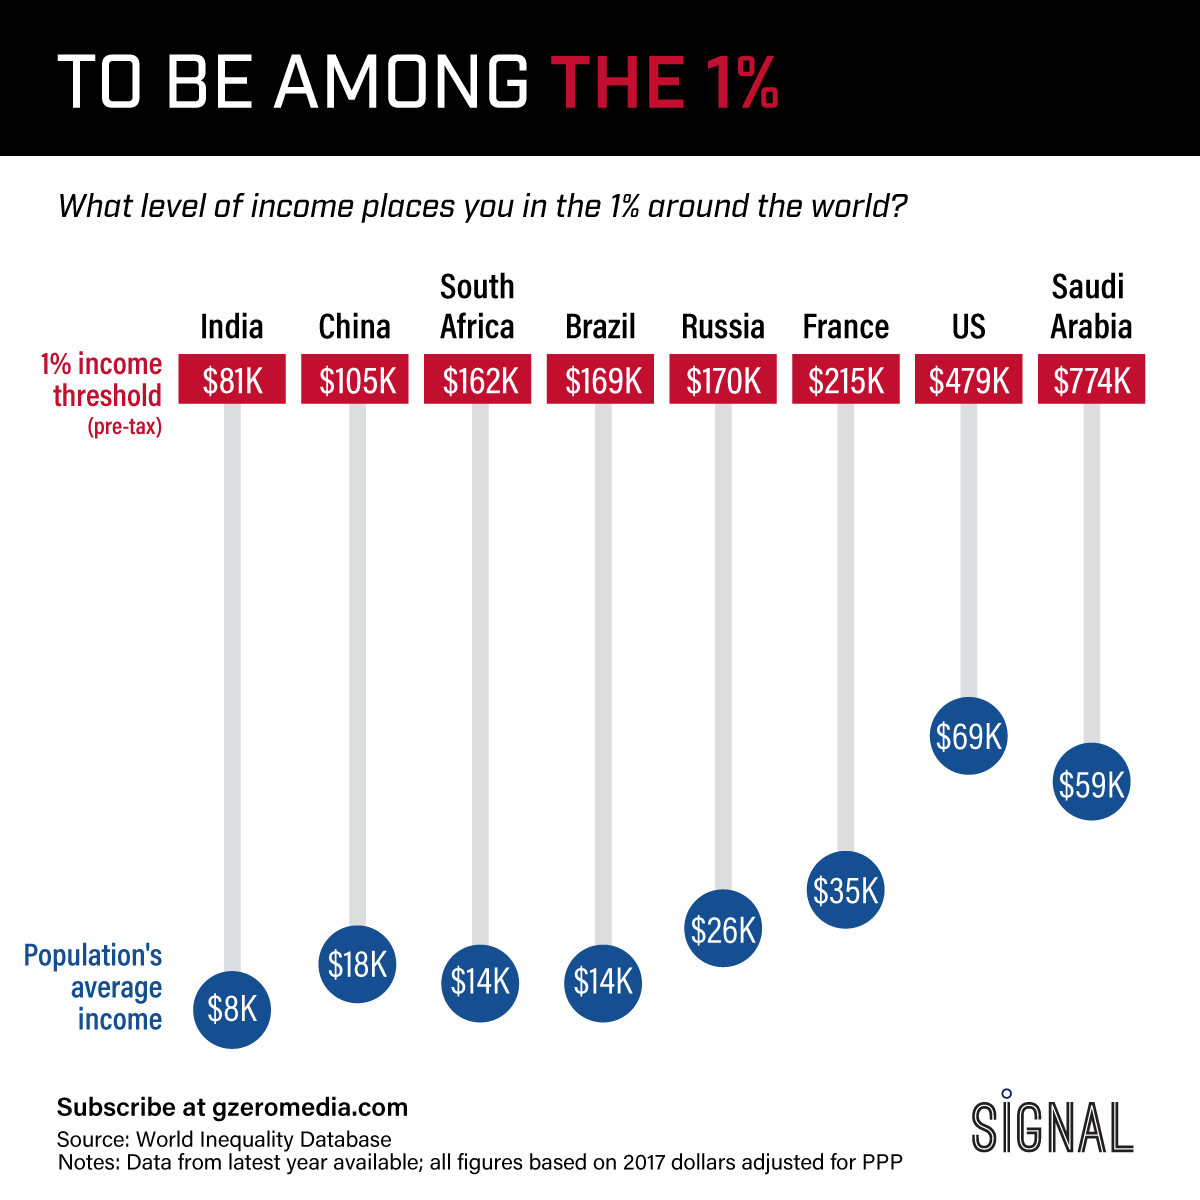 TO BE AMONG THE 1%
What level of income places you in the 1% around the world?
India
China
South
Africa
Brazil
Russia
France
US
Saudi
Arabia
1% income
threshold
(pre-tax)
$81K
$105K
$162K
$169K
$170K
$215K
$479K
$774K
Population's
average
income
$8K
$18K
$14K
$14K
$26K
$35K
$69K
$59K
Subscribe at gzeromedia.com
Source: World Inequality Database
Notes: Data from latest year available; all figures based on 2017 dollars adjusted for PPP
SIGNAL